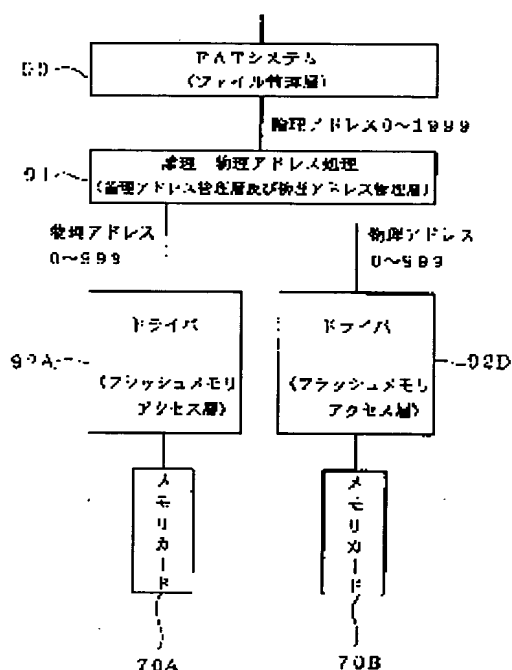 FATシステム
(ファイル管理層)
論理アドレス0〜1999
91
論理 物理アドレス処理
(論理アドレス管理層及び物理アドレス管理層)
物理アドレス
0〜999
物理アドレス
0〜999
ドライバ
(フラッシュメモリ
アクセス層)
ドライバ
(フラッシュメモリ
アクセス層)
メモリカード
メモリカード
70A
70B